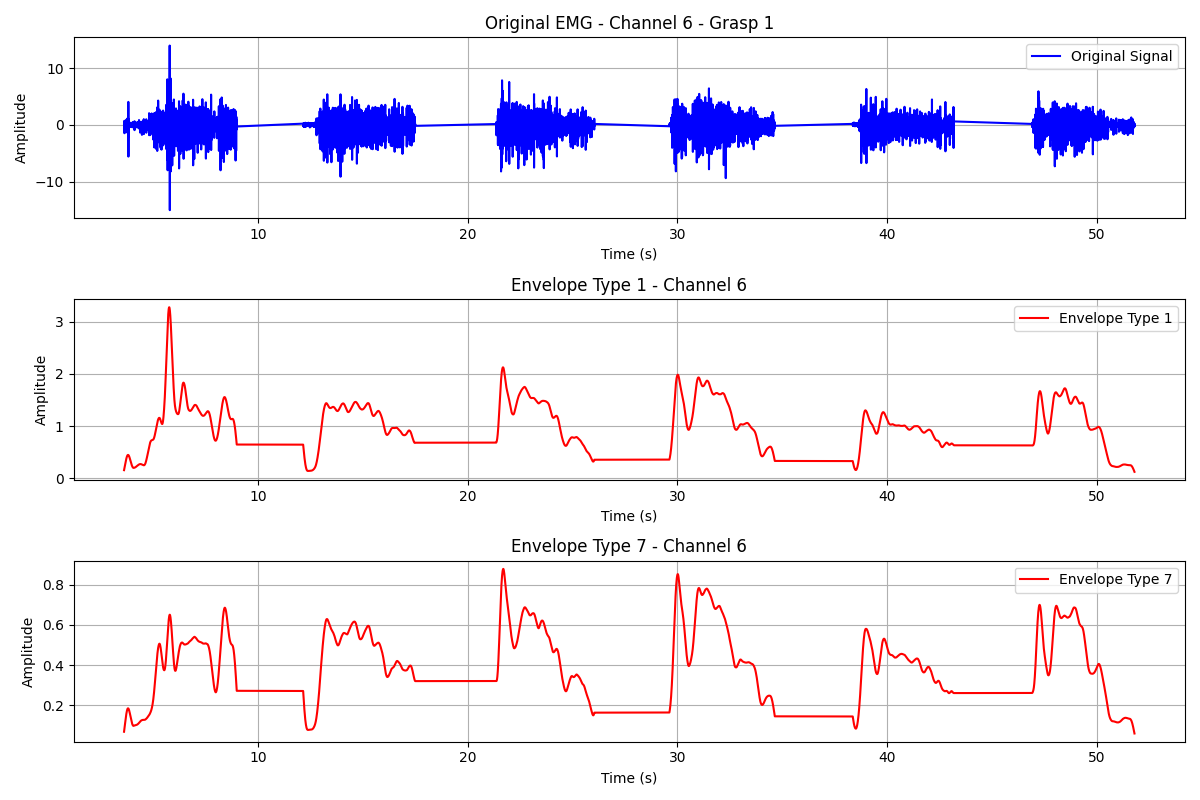 Original EMG - Channel 6 - Grasp 1
Original Signal
10
0
−10
Amplitude
10 20 30 40 50
Time (s)
Envelope Type 1 - Channel 6
Envelope Type 1
3
2
1
0
Amplitude
10 20 30 40 50
Time (s)
Envelope Type 7 - Channel 6
Envelope Type 7
0.8
0.6
0.4
0.2
Amplitude
10 20 30 40 50
Time (s)